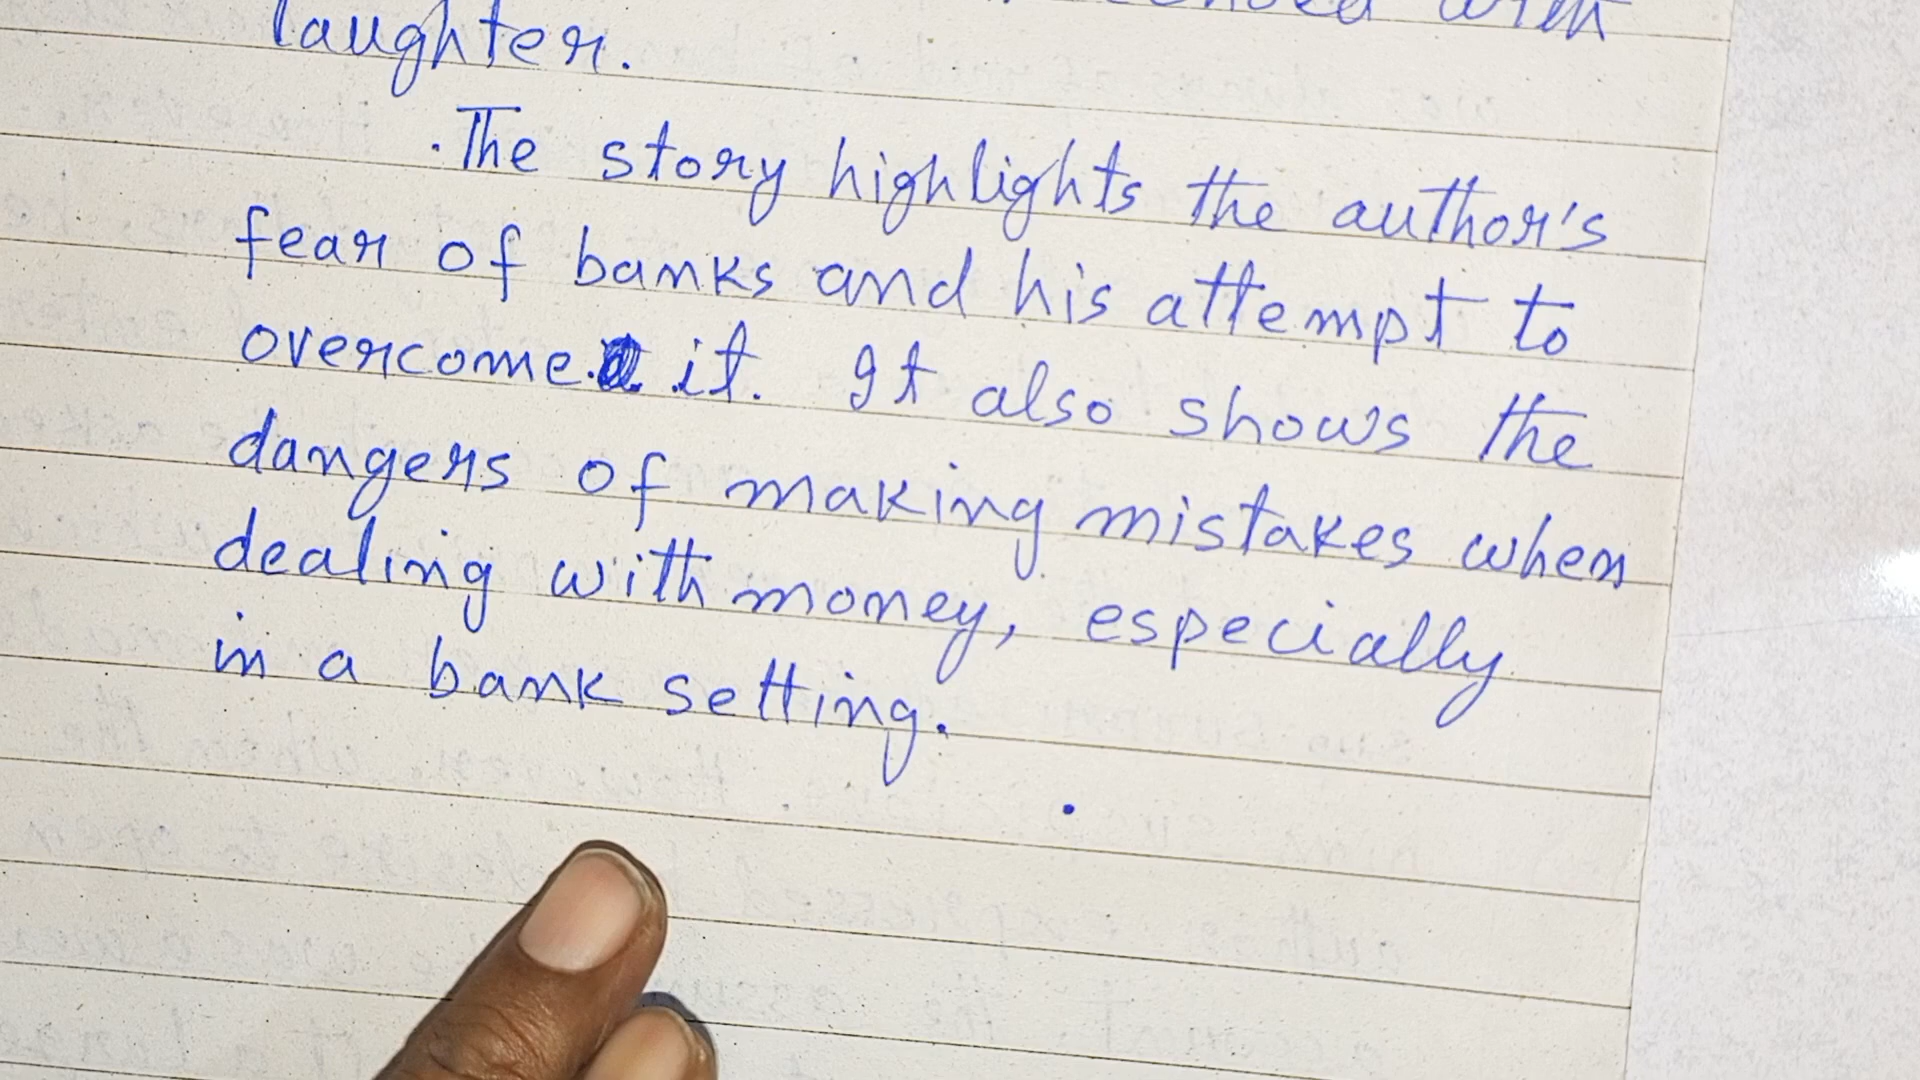 with
laughter.
The story highlights the author's
fear of banks and his attempt to
overcome it. It also shows the
dangers of making mistakes when
dealing with money, especially
in a bank setting.